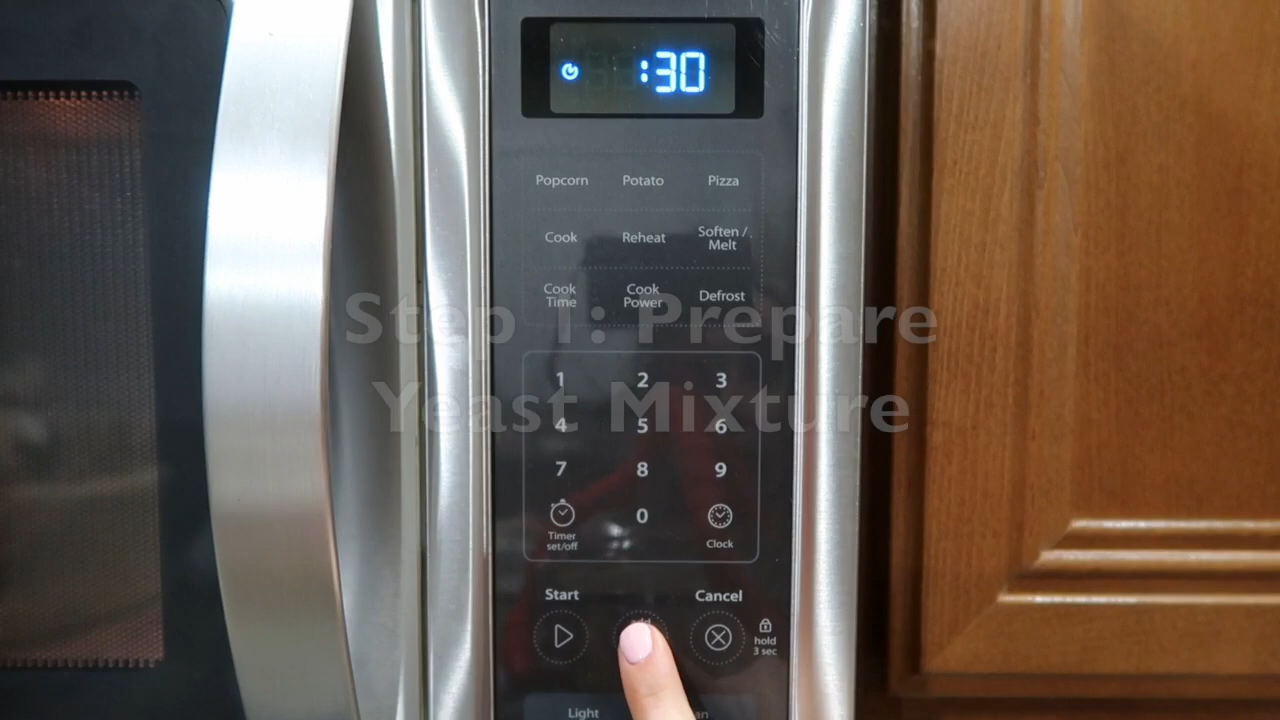 :30
Popcorn Potato Pizza
Cook Reheat Soften / Melt
Cook Time Cook Power Defrost
Step 1: Prepare
Yeast Mixture
1 2 3
4 5 6
7 8 9
0
Timer set/off Clock
Start Cancel
hold 3 sec
Light